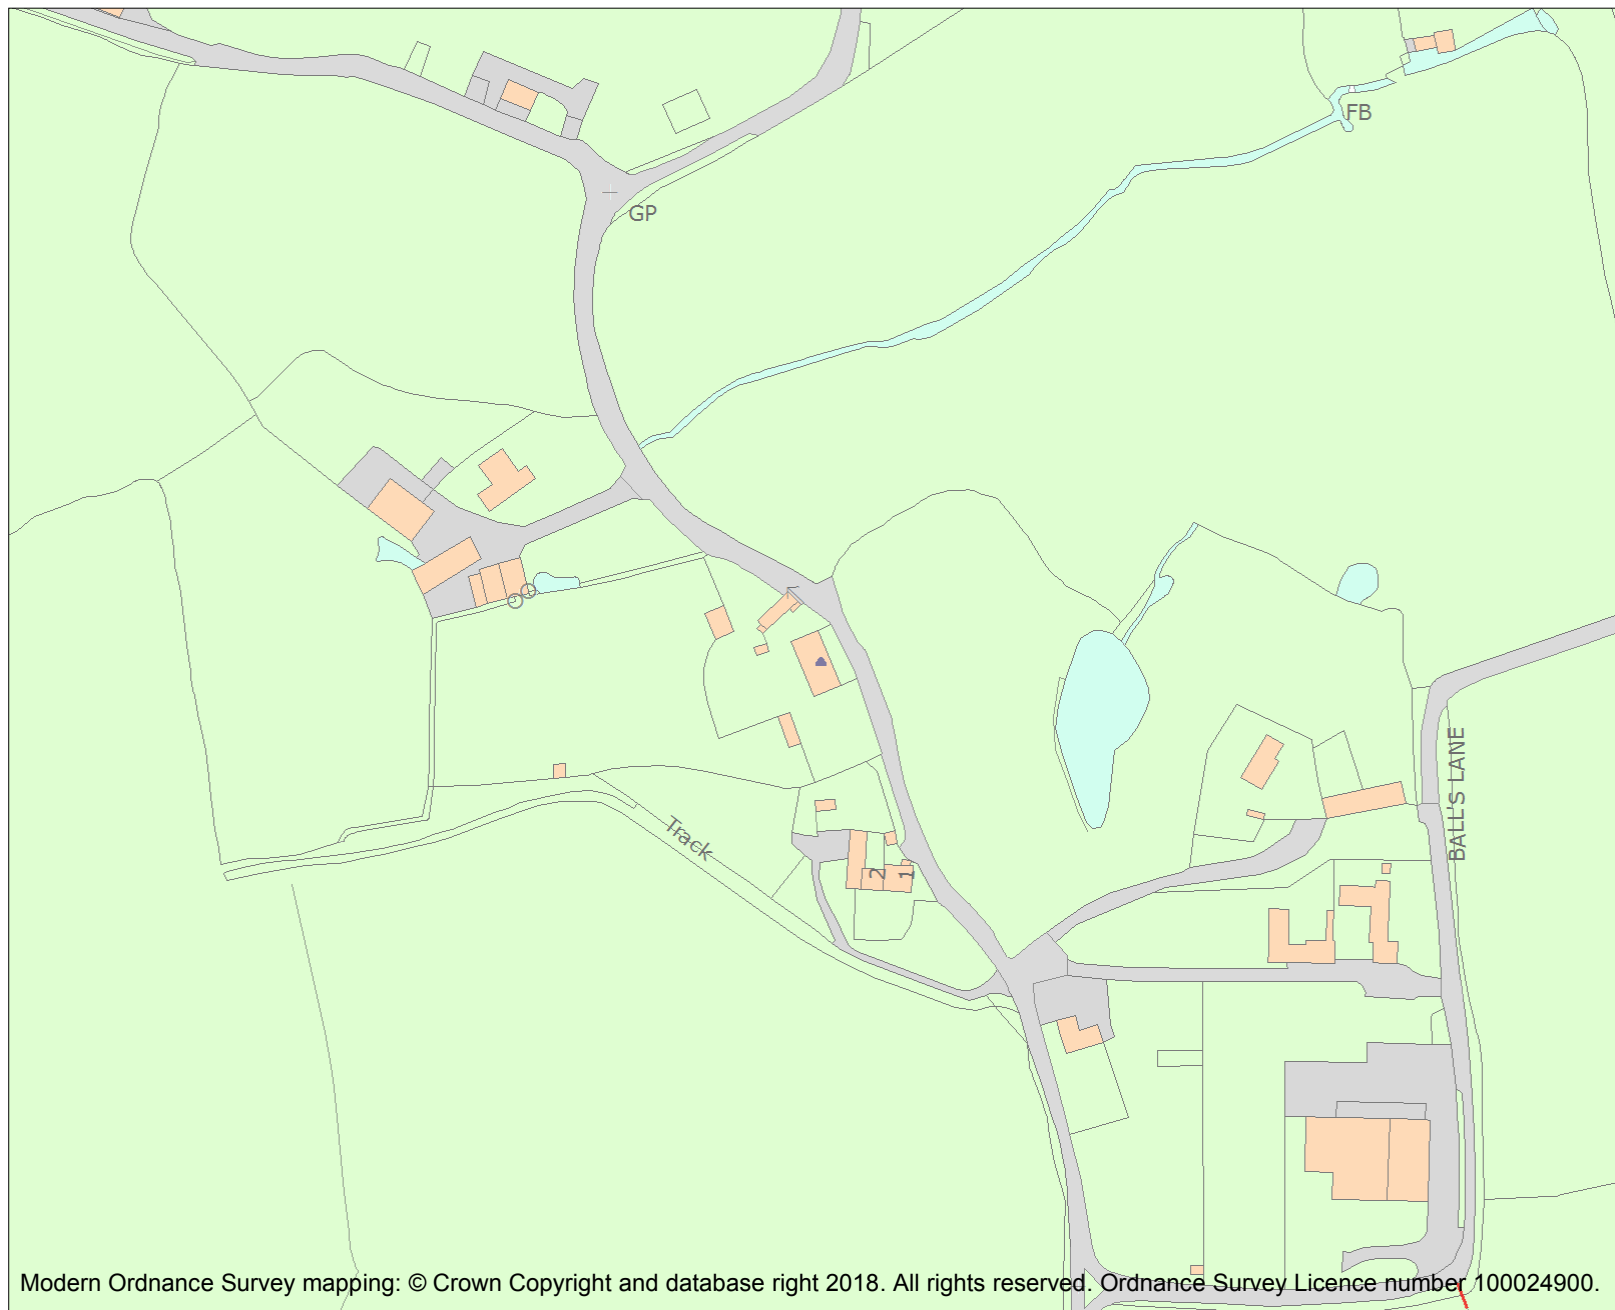 FB
GP
BALL'S LANE
Track
2
1
Modern Ordnance Survey mapping: © Crown Copyright and database right 2018. All rights reserved. Ordnance Survey Licence number 100024900.